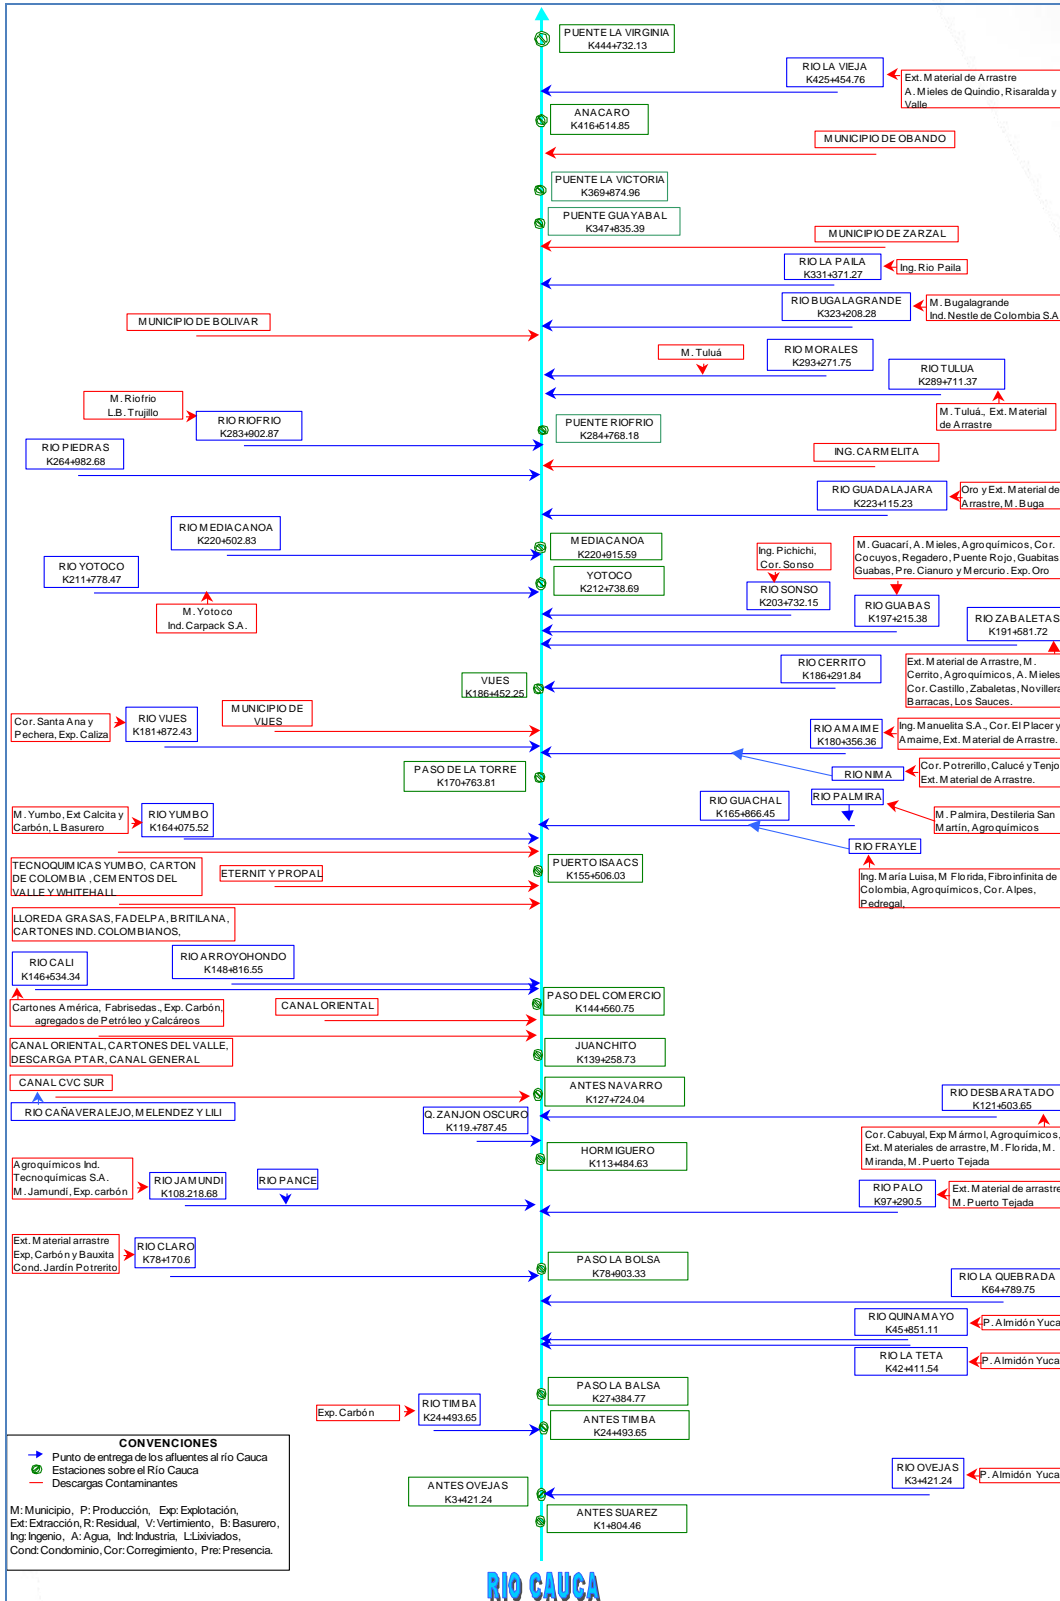 PUENTE LA VIRGINIA
K444+732.13
RIO LA VIEJA
K425+454.76
Ext. Material de Arrastre
A. Mieles de Quindio, Risaralda y
Valle
ANACARO
K416+514.85
MUNICIPIO DE OBANDO
PUENTE LA VICTORIA
K369+874.96
PUENTE GUAYABAL
K347+835.39
MUNICIPIO DE ZARZAL
RIO LA PAILA
K331+371.27
Ing. Rio Paila
RIO BUGALAGRANDE
K323+208.28
M. Bugalagrande
Ind. Nestle de Colombia S.A
MUNICIPIO DE BOLIVAR
M. Tuluá
RIO MORALES
K293+271.75
RIO TULUA
K289+711.37
M. Tuluá., Ext. Material
de Arrastre
M. Riofrio
L.B. Trujillo
RIO RIOFRIO
K283+902.87
PUENTE RIOFRIO
K284+768.18
RIO PIEDRAS
K264+982.68
ING. CARMELITA
RIO GUADALAJARA
K223+115.23
Oro y Ext. Material de
Arrastre, M. Buga
RIO MEDIACANOA
K220+502.83
MEDIACANOA
K220+915.59
RIO YOTOCO
K211+778.47
YOTOCO
K212+738.69
M. Yotoco
Ind. Carpack S.A.
Ing. Pichichi,
Cor. Sonso
RIO SONSO
K203+732.15
M. Guacarí, A. Mieles, Agroquímicos, Cor.
Cocuyos, Regadero, Puente Rojo, Guabitas
Guabas, Pre. Cianuro y Mercurio. Exp. Oro
RIO GUABAS
K197+215.38
RIO ZABALETAS
K191+581.72
Ext. Material de Arrastre, M.
Cerrito, Agroquímicos, A. Mieles
Cor. Castillo, Zabaletas, Novillera
Barracas, Los Sauces.
RIO CERRITO
K186+291.84
VIJES
K186+452.25
MUNICIPIO DE
VIJES
Cor. Santa Ana y
Pechera, Exp. Caliza
RIO VIJES
K181+872.43
RIO AMAIME
K180+356.36
Ing. Manuelita S.A., Cor. El Placer y
Amaime, Ext. Material de Arrastre.
PASO DE LA TORRE
K170+763.81
RIO NIMA
Cor. Potrerillo, Calucé y Tenjo
Ext. Material de Arrastre.
M. Yumbo, Ext Calcita y
Carbón, L Basurero
RIO YUMBO
K164+075.52
RIO GUACHAL
K165+866.45
RIO PALMIRA
M. Palmira, Destileria San
Martín, Agroquímicos
RIO FRAYLE
Ing. María Luisa, M Florida, Fibroinfinita de
Colombia, Agroquímicos, Cor. Alpes,
Pedregal,
TECNOQUIMICAS YUMBO, CARTON
DE COLOMBIA, CEMENTOS DEL
VALLE Y WHITEHALL
ETERNIT Y PROPAL
PUERTO ISAACS
K155+506.03
LLOREDA GRASAS, FADELPA, BRITILANA,
CARTONES IND. COLOMBIANOS,
RIO CALI
K146+534.34
RIO ARROYOHONDO
K148+816.55
Cartones América, Fabrisedas., Exp. Carbón,
agregados de Petróleo y Calcáreos
CANAL ORIENTAL
PASO DEL COMERCIO
K144+560.75
CANAL ORIENTAL, CARTONES DEL VALLE,
DESCARGA PTAR, CANAL GENERAL
JUANCHITO
K139+258.73
CANAL CVC SUR
RIO CAÑAVERALEJO, MELENDEZ Y LILI
ANTES NAVARRO
K127+724.04
RIO DESBARATADO
K121+503.65
Q. ZANJON OSCURO
K119.+787.45
Cor. Cabuyal, Exp Mármol, Agroquímicos,
Ext. Materiales de arrastre, M. Florida, M.
Miranda, M. Puerto Tejada
HORMIGUERO
K113+484.63
Agroquímicos Ind.
Tecnoquímicas S.A.
M. Jamundí, Exp. carbón
RIO JAMUNDI
K108.218.68
RIO PANCE
RIO PALO
K97+290.5
Ext. Material de arrastre
M. Puerto Tejada
Ext. Material arrastre
Exp, Carbón y Bauxita
Cond. Jardín Potrerito
RIO CLARO
K78+170.6
PASO LA BOLSA
K78+903.33
RIO LA QUEBRADA
K64+789.75
RIO QUINAMAYO
K45+851.11
P. Almidón Yuca
RIO LA TETA
K42+411.54
P. Almidón Yuca
PASO LA BALSA
K27+384.77
Exp. Carbón
RIO TIMBA
K24+493.65
ANTES TIMBA
K24+493.65
RIO OVEJAS
K3+421.24
P. Almidón Yuca
ANTES OVEJAS
K3+421.24
ANTES SUAREZ
K1+804.46
CONVENCIONES
Punto de entrega de los afluentes al río Cauca
Estaciones sobre el Río Cauca
Descargas Contaminantes
M: Municipio, P: Producción, Exp: Explotación,
Ext: Extracción, R: Residual, V: Vertimiento, B: Basurero,
Ing: Ingenio, A: Agua, Ind: Industria, L:Lixiviados,
Cond: Condominio, Cor: Corregimiento, Pre: Presencia.
RIO CAUCA